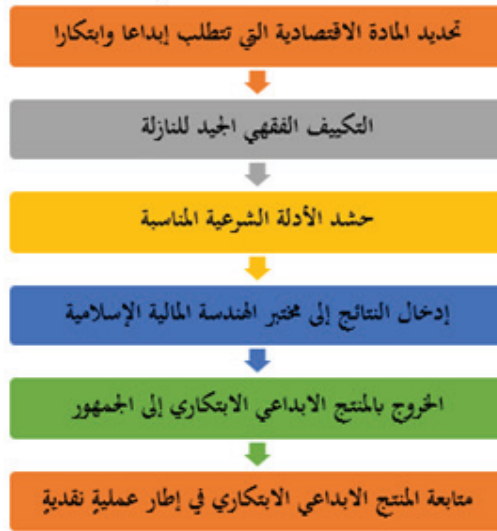 تحديد المادة الاقتصادية التي تتطلب إبداعا وابتكارا
التكييف الفقهي الجيد للنازلة
حشد الأدلة الشرعية المناسبة
إدخال النتائج إلى مختبر الهندسة المالية الإسلامية
الخروج بالمنتج الابداعي الابتكاري إلى الجمهور
متابعة المنتج الابداعي الابتكاري في إطار عمليةٍ نقديةٍ